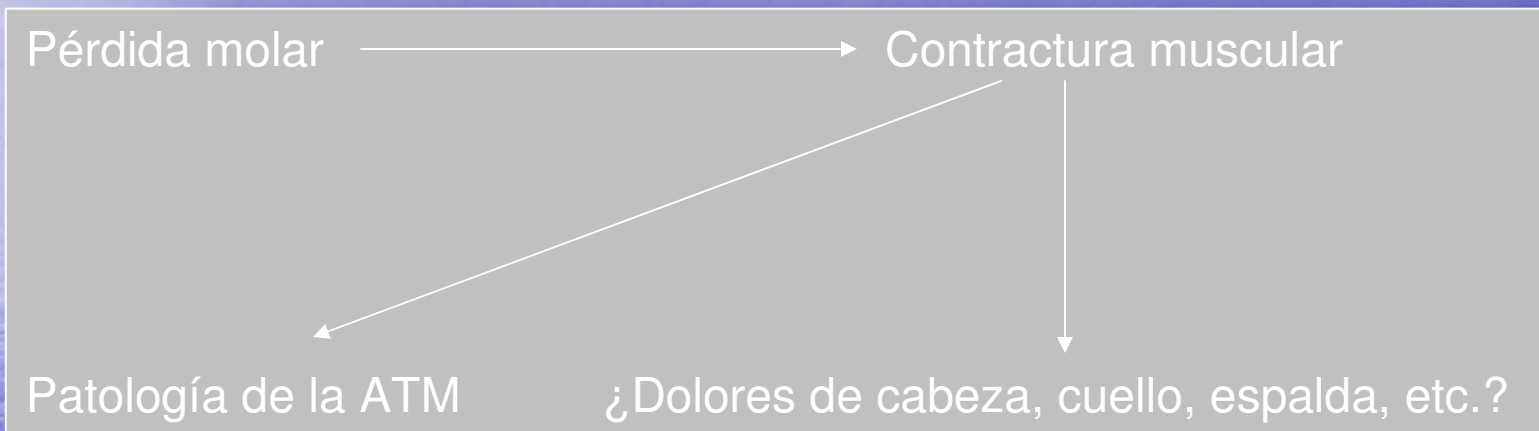 Pérdida molar
Contractura muscular
Patología de la ATM
¿Dolores de cabeza, cuello, espalda, etc.?